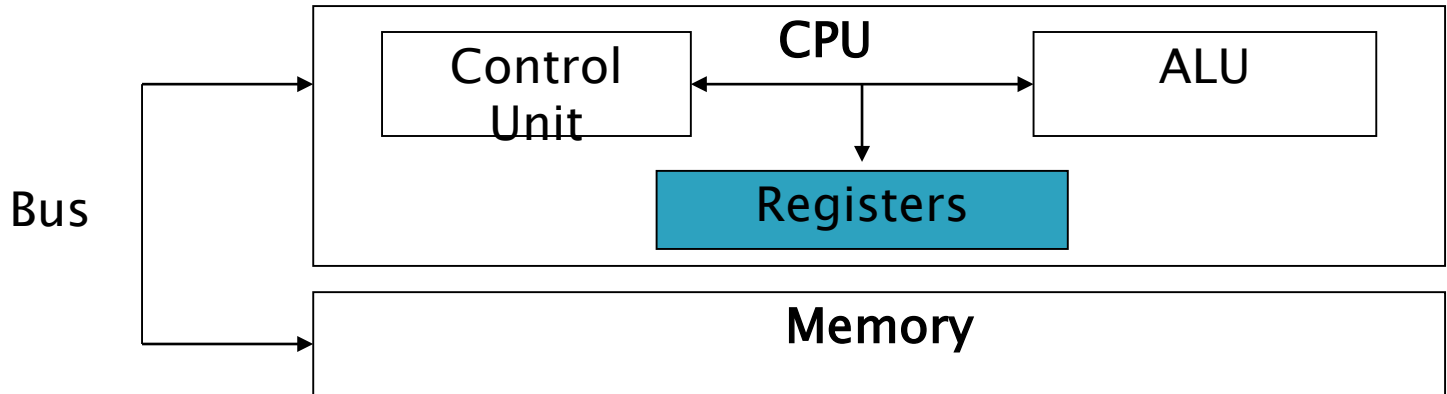 CPU
Control
Unit
ALU
Registers
Bus
Memory